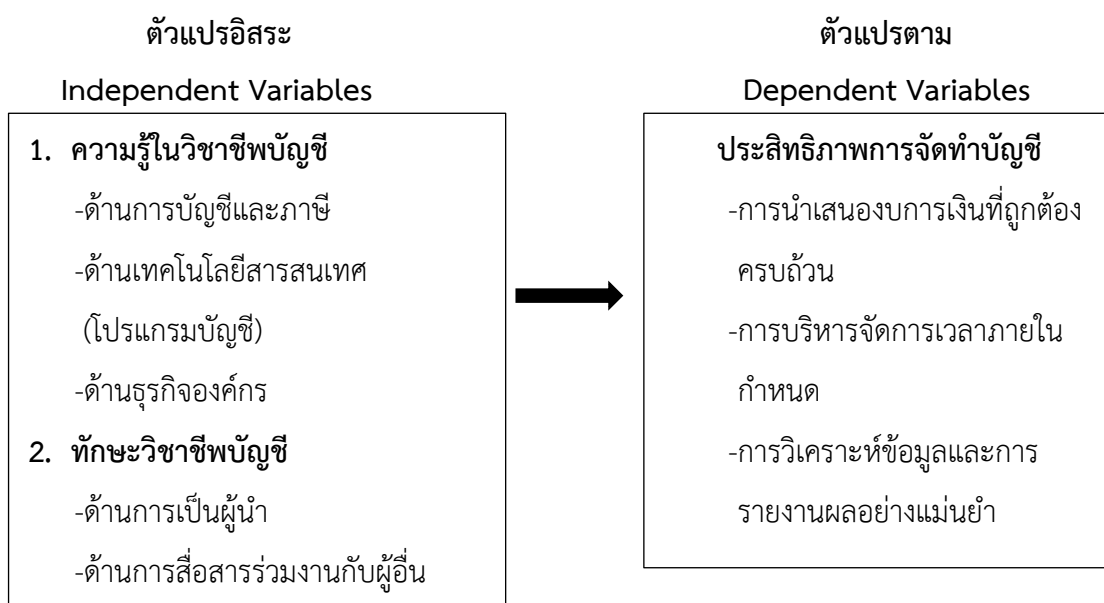 ตัวแปรอิสระ
Independent Variables
1. ความรู้ในวิชาชีพบัญชี
-ด้านการบัญชีและภาษี
-ด้านเทคโนโลยีสารสนเทศ
(โปรแกรมบัญชี)
-ด้านธุรกิจองค์กร
2. ทักษะวิชาชีพบัญชี
-ด้านการเป็นผู้นำ
-ด้านการสื่อสารร่วมงานกับผู้อื่น
ตัวแปรตาม
Dependent Variables
ประสิทธิภาพการจัดทำบัญชี
-การนำเสนองบการเงินที่ถูกต้อง
ครบถ้วน
-การบริหารจัดการเวลาภายใน
กำหนด
-การวิเคราะห์ข้อมูลและการ
รายงานผลอย่างแม่นยำ